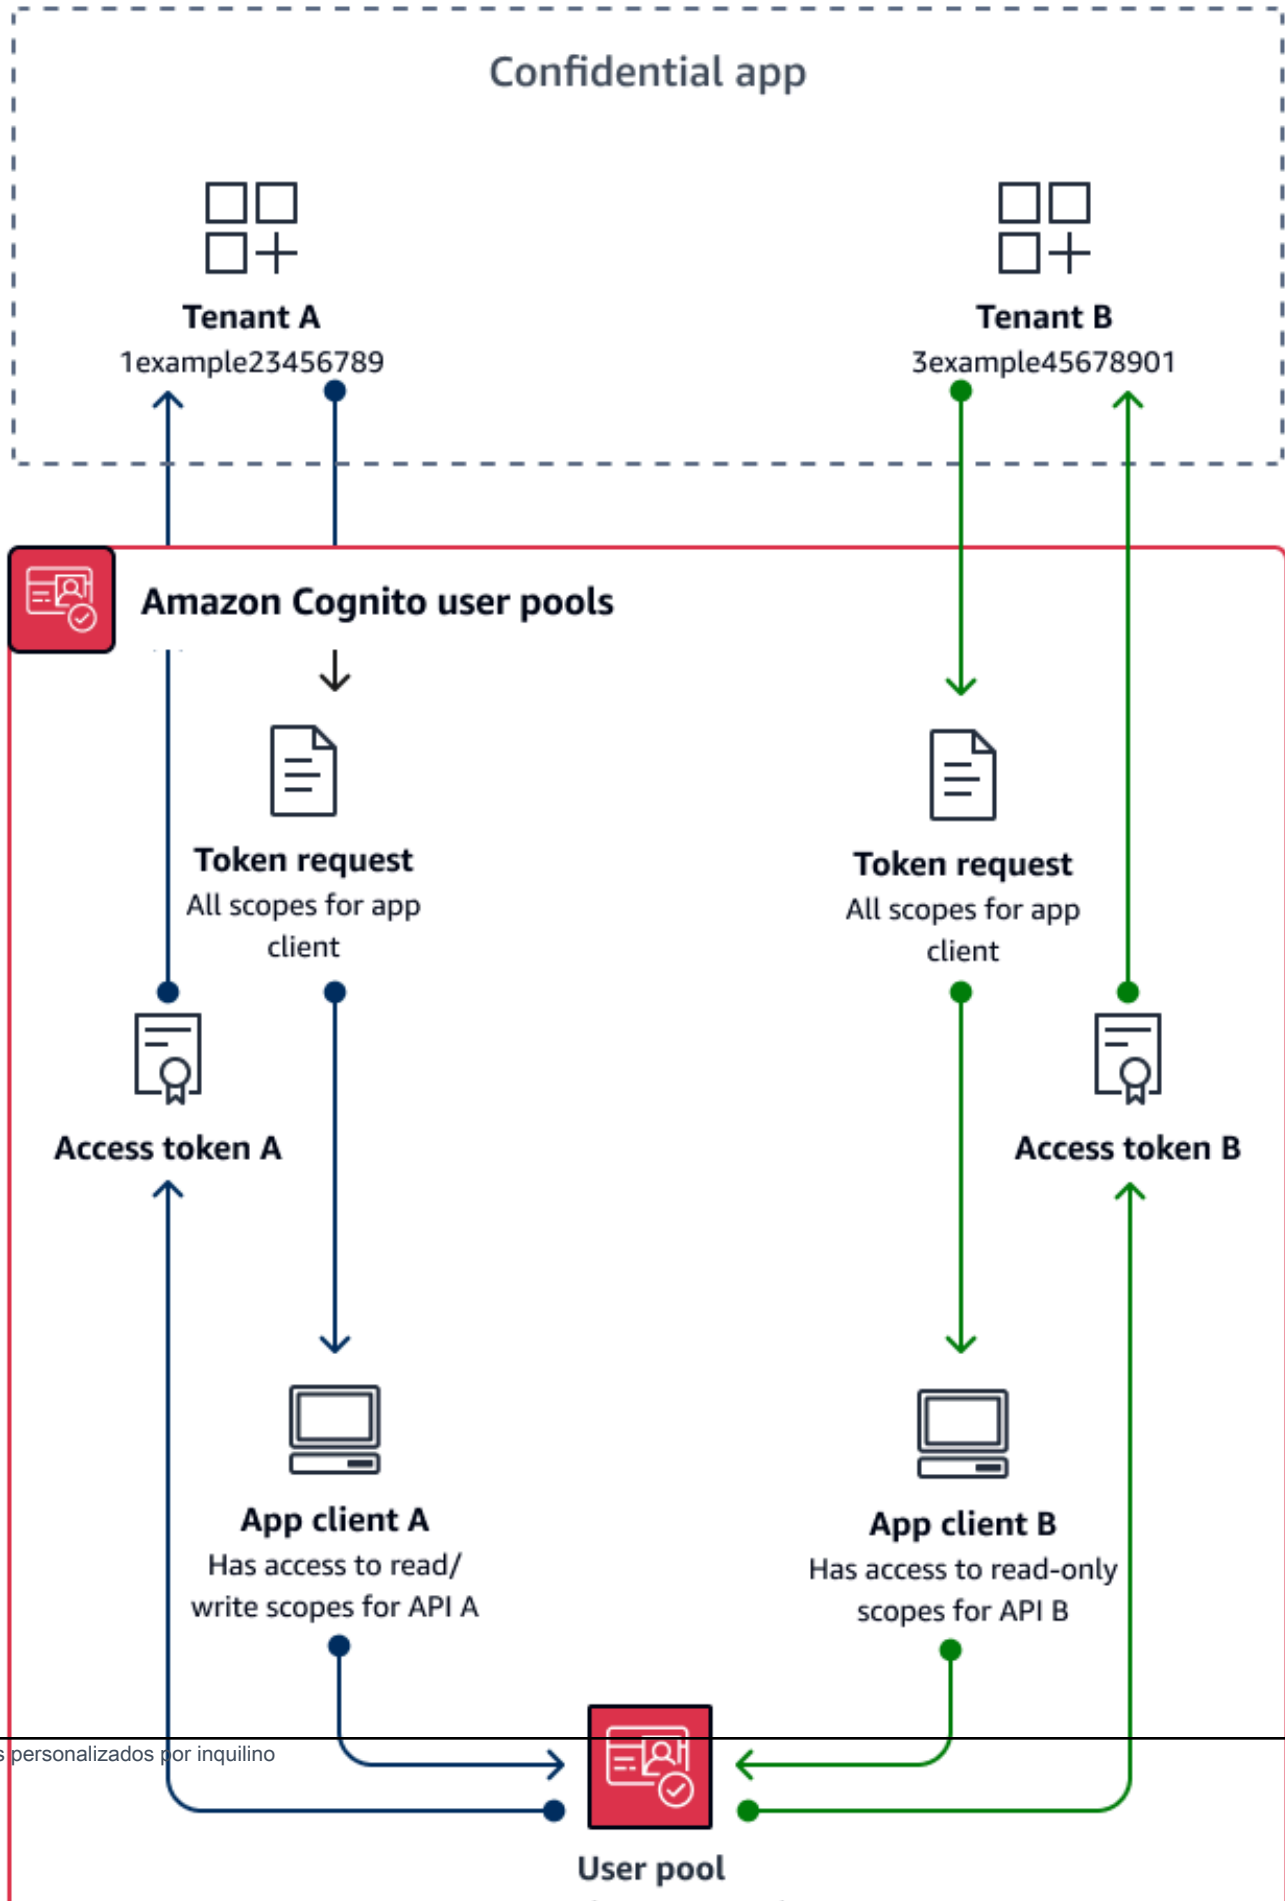 Confidential app
Tenant A
1example23456789
Tenant B
3example45678901
Amazon Cognito user pools
Token request
All scopes for app
client
Token request
All scopes for app
client
Access token A
Access token B
App client A
Has access to read/
write scopes for API A
App client B
Has access to read-only
scopes for API B
personalizados por inquilino
User pool